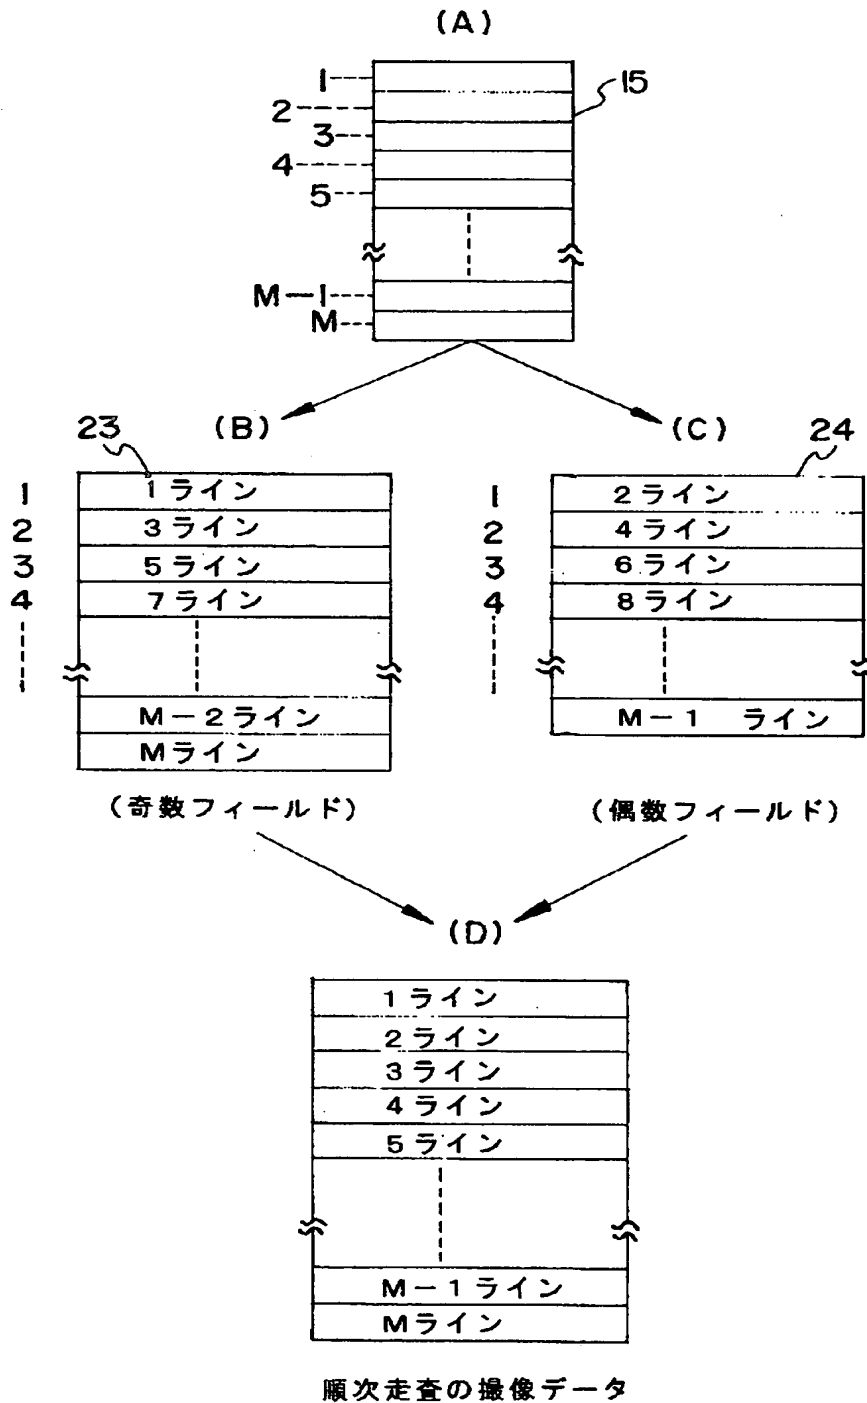 (A)
1
15
2
3
4
5
M-1
M
23
(B)
(C)
24
1
1ライン
2
3ライン
3
5ライン
4
7ライン
M-2ライン
Mライン
(奇数フィールド)
1
2ライン
2
4ライン
3
6ライン
4
8ライン
M-1 ライン
(偶数フィールド)
(D)
1ライン
2ライン
3ライン
4ライン
5ライン
M-1ライン
Mライン
順次走査の撮像データ